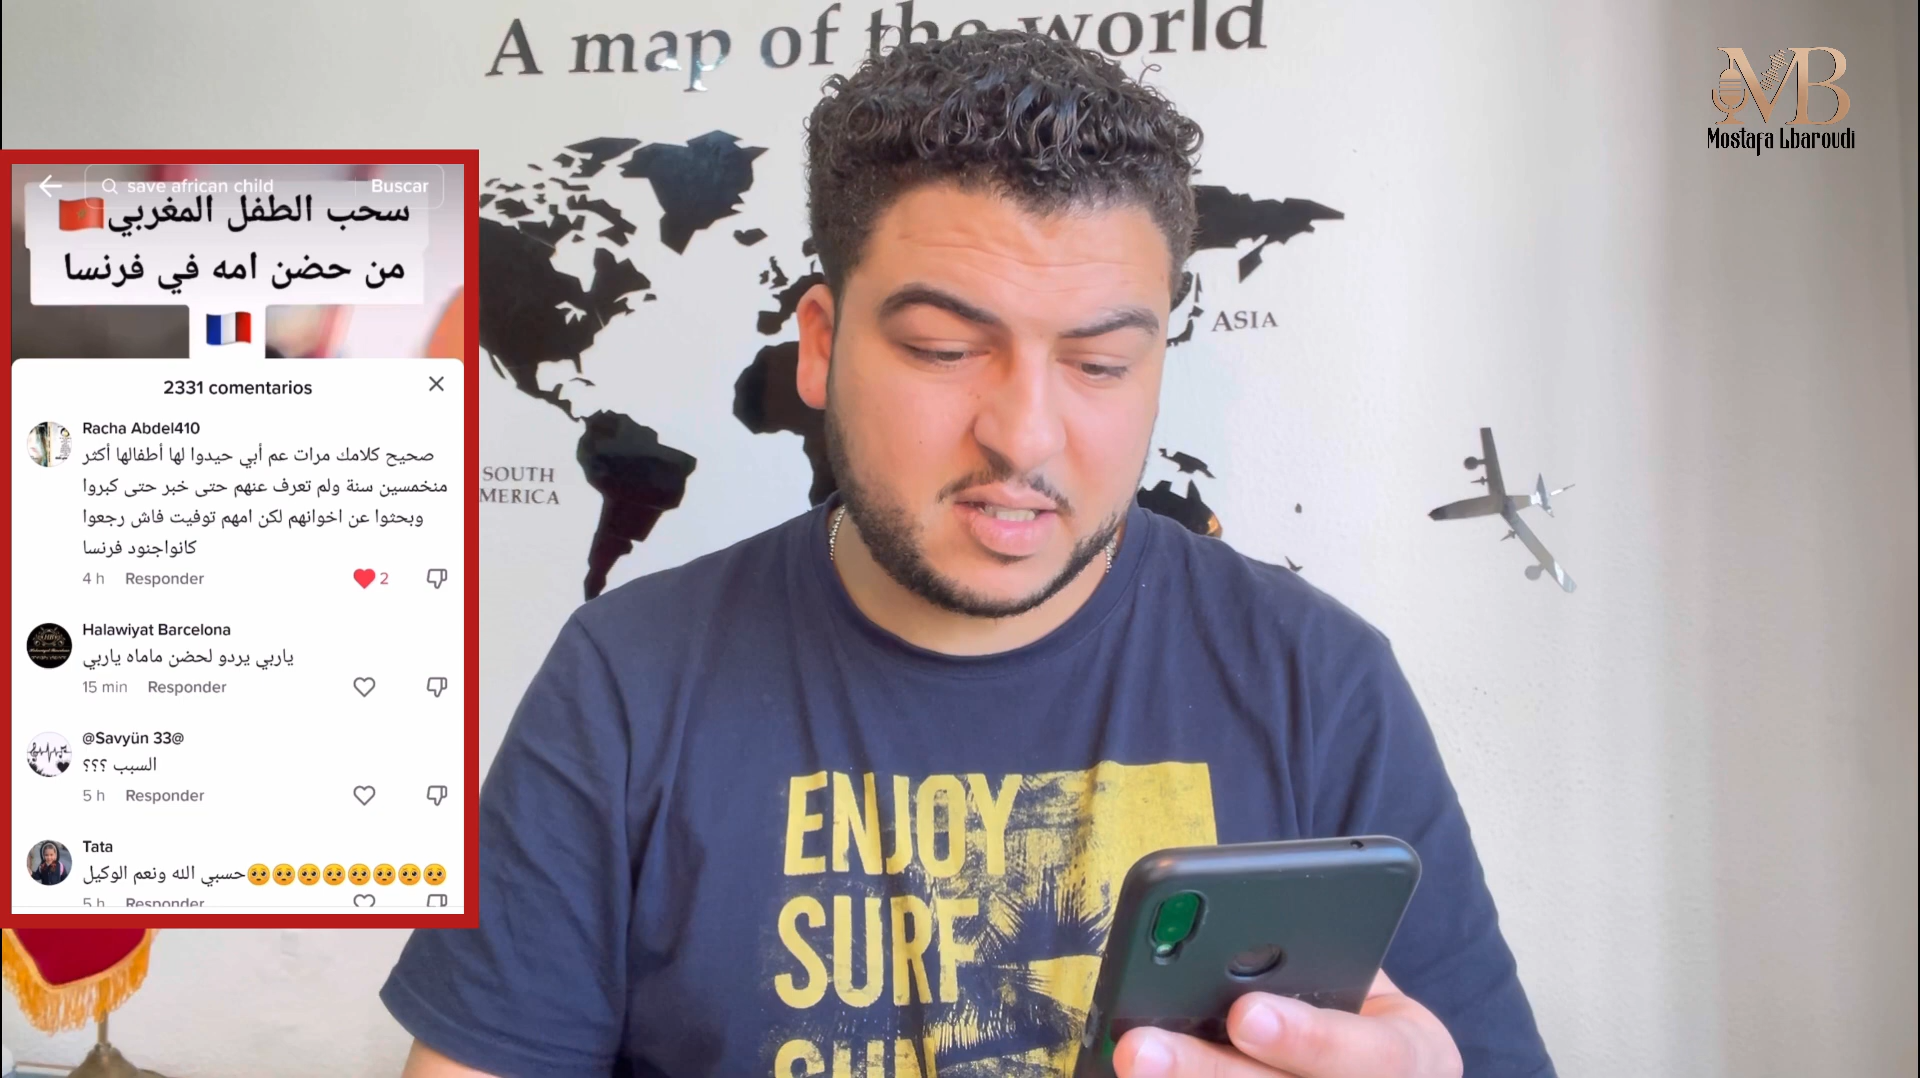 A map of the world
MB
Mostafa Lbaroudi
save african child
Buscar
سحب الطفل المغربي🇲🇦
من حضن امه في فرنسا
🇫🇷
2331 comentarios
Racha Abdel410
صحيح كلامك مرات عم أبي حيدوا لها أطفالها أكثر
منخمسين سنة ولم تعرف عنهم حتى خبر حتى كبروا
وبحثوا عن اخوانهم لكن امهم توفيت فاش رجعوا
كانواجنود فرنسا
4 h Responder
2
Halawiyat Barcelona
ياربي يردو لحضن ماماه ياربي
15 min Responder
@Savyün 33@
السبب ؟؟؟
5 h Responder
Tata
🥺🥺🥺🥺🥺🥺🥺🥺حسبي الله ونعم الوكيل
5 h Responder
ASIA
SOUTH
MERICA
ENJOY
SURF
SUN